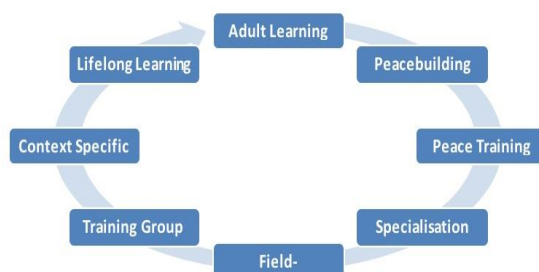 Adult Learning
Peacebuilding
Peace Training
Specialisation
Field-
Training Group
Context Specific
Lifelong Learning